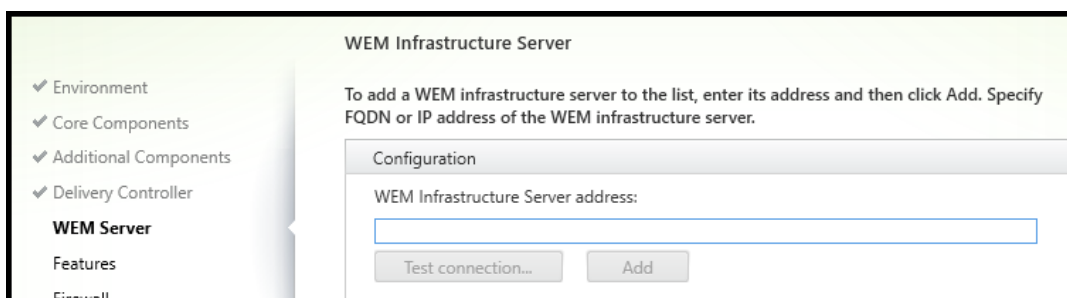 WEM Infrastructure Server
Environment
Core Components
Additional Components
Delivery Controller
WEM Server
Features
Firewall
To add a WEM infrastructure server to the list, enter its address and then click Add. Specify
FQDN or IP address of the WEM infrastructure server.
Configuration
WEM Infrastructure Server address:
Test connection...
Add